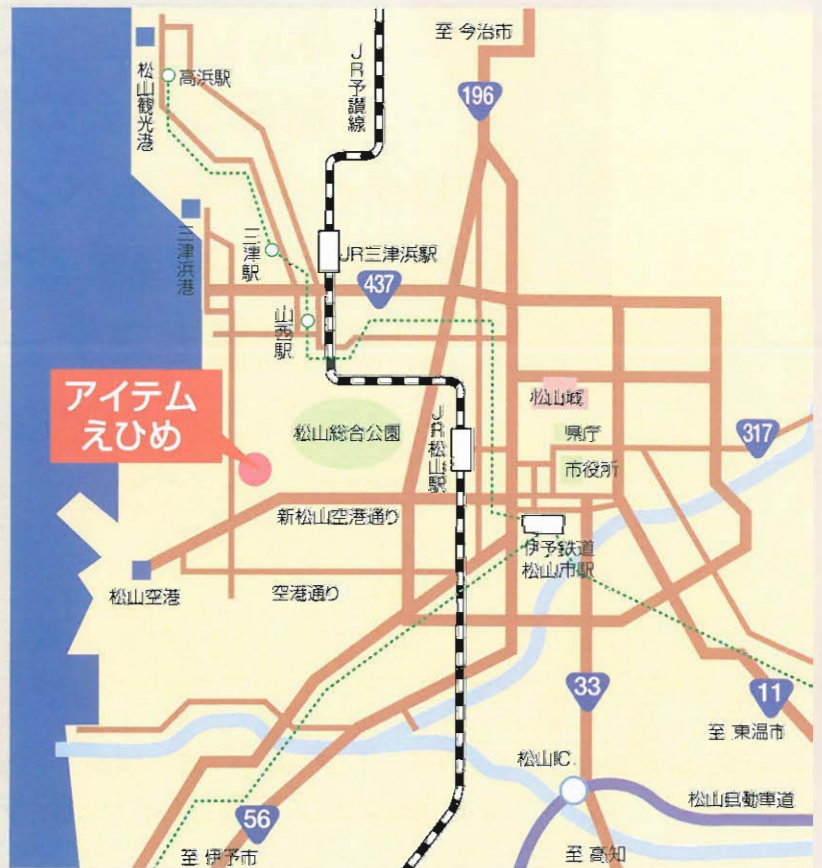 至 今治市
JR予讃線
196
高浜駅
松山観光港
三津浜港
三津駅
JR三津浜駅
437
山西駅
アイテム
えひめ
松山総合公園
JR松山駅
松山城
県庁
市役所
317
新松山空港通り
伊予鉄道
松山市駅
松山空港
空港通り
33
11
至 東温市
松山IC.
松山自動車道
56
至 伊予市
至 高知